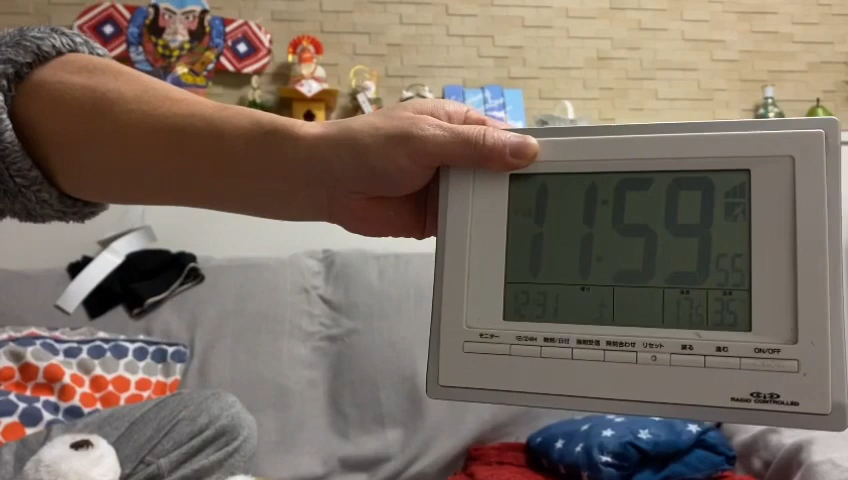 11:59 55
12/31 土 17.5 35
モニター 12/24H 時刻/日付 強制受信 時刻合わせ リセット 戻る 進む ON/OFF
RADIO CONTROLLED